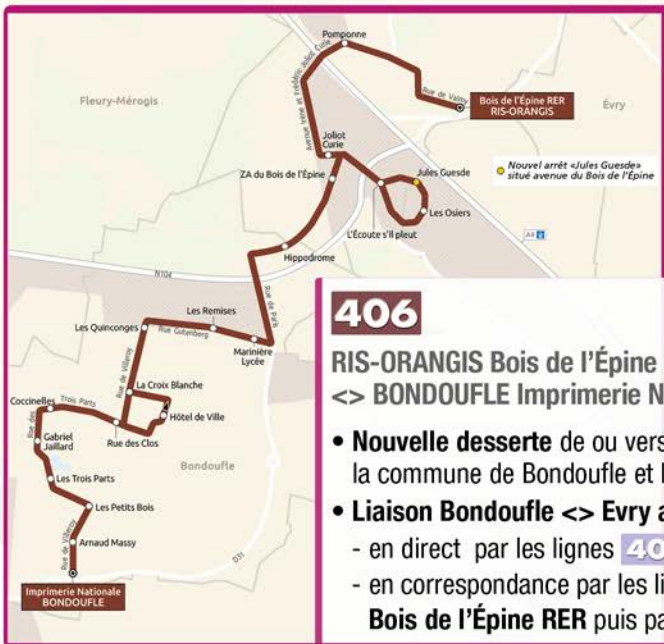 Pomponne
Avenue Irène et Frédéric Joliot Curie
Rue de Valmy
Bois de l'Épine RER
RIS-ORANGIS
Fleury-Mérogis
Évry
Joliot
Curie
ZA du Bois de l'Épine
Jules Guesde
Nouvel arrêt «Jules Guesde»
situé avenue du Bois de l'Épine
Les Osiers
L'Écoute s'il pleut
A6
Hippodrome
N104
Rue de Paris
Les Remises
Les Quinconges
Rue Gutenberg
Marinière
Lycée
Rue de Villeroy
La Croix Blanche
Coccinelles
Trois Parts
Hôtel de Ville
Rue des
Rue des Clos
Gabriel
Jaillard
Bondoufle
Les Trois Parts
Les Petits Bois
Rue de Villeroy
Arnaud Massy
D31
Imprimerie Nationale
BONDOUFLE
406
RIS-ORANGIS Bois de l'Épine
<> BONDOUFLE Imprimerie N
• Nouvelle desserte de ou vers
la commune de Bondoufle et
• Liaison Bondoufle <> Evry a
- en direct par les lignes 40
- en correspondance par les li
Bois de l'Épine RER puis pa